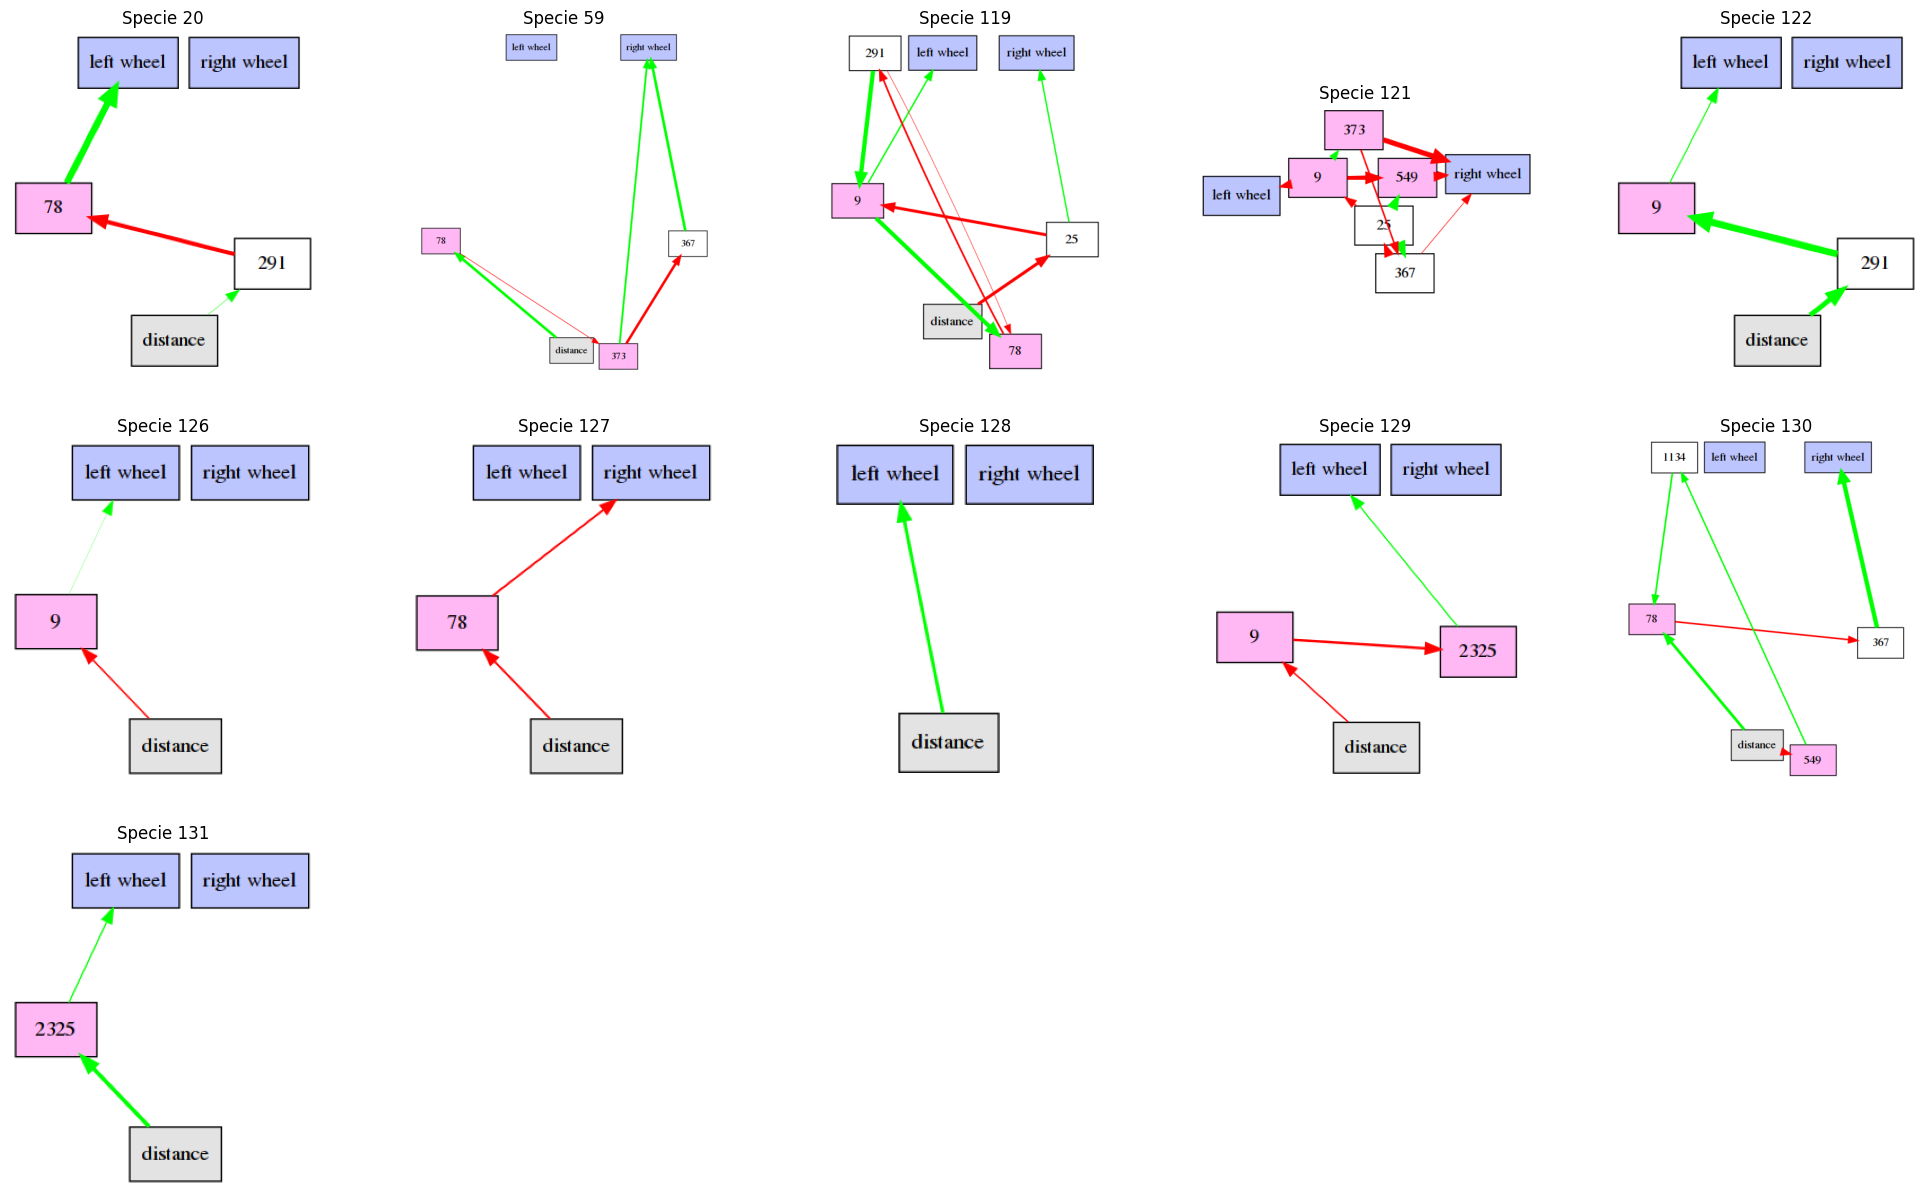 Specie 20
left wheel
right wheel
78
291
distance
Specie 59
left wheel
right wheel
78
367
distance
373
Specie 119
291
left wheel
right wheel
9
25
distance
78
Specie 121
373
9
549
right wheel
left wheel
25
367
Specie 122
left wheel
right wheel
9
291
distance
Specie 126
left wheel
right wheel
9
distance
Specie 127
left wheel
right wheel
78
distance
Specie 128
left wheel
right wheel
distance
Specie 129
left wheel
right wheel
9
2325
distance
Specie 130
1134
left wheel
right wheel
78
367
distance
549
Specie 131
left wheel
right wheel
2325
distance